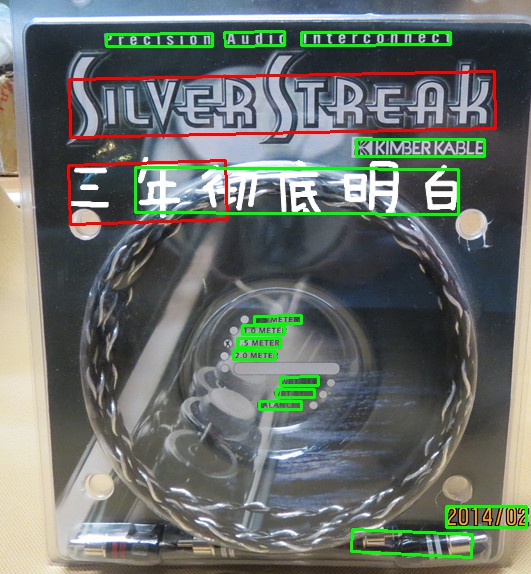 Precision Audio Interconnect
SILVER STREAK
KIMBER KABLE
三年彻底明白
1.0 METER
.5 METER
2.0 METER
2014/02